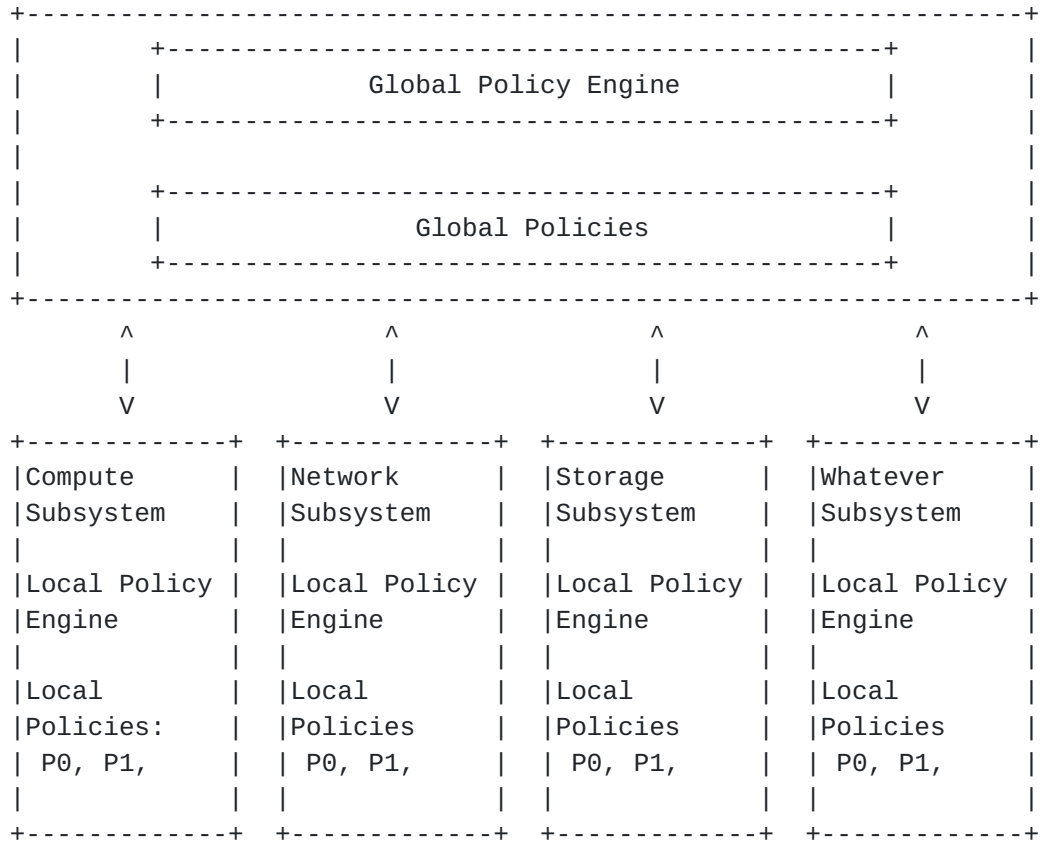 Global Policy Engine
Global Policies
Compute
Subsystem
Local Policy
Engine
Local
Policies:
P0, P1,
Network
Subsystem
Local Policy
Engine
Local
Policies
P0, P1,
Storage
Subsystem
Local Policy
Engine
Local
Policies
P0, P1,
Whatever
Subsystem
Local Policy
Engine
Local
Policies
P0, P1,